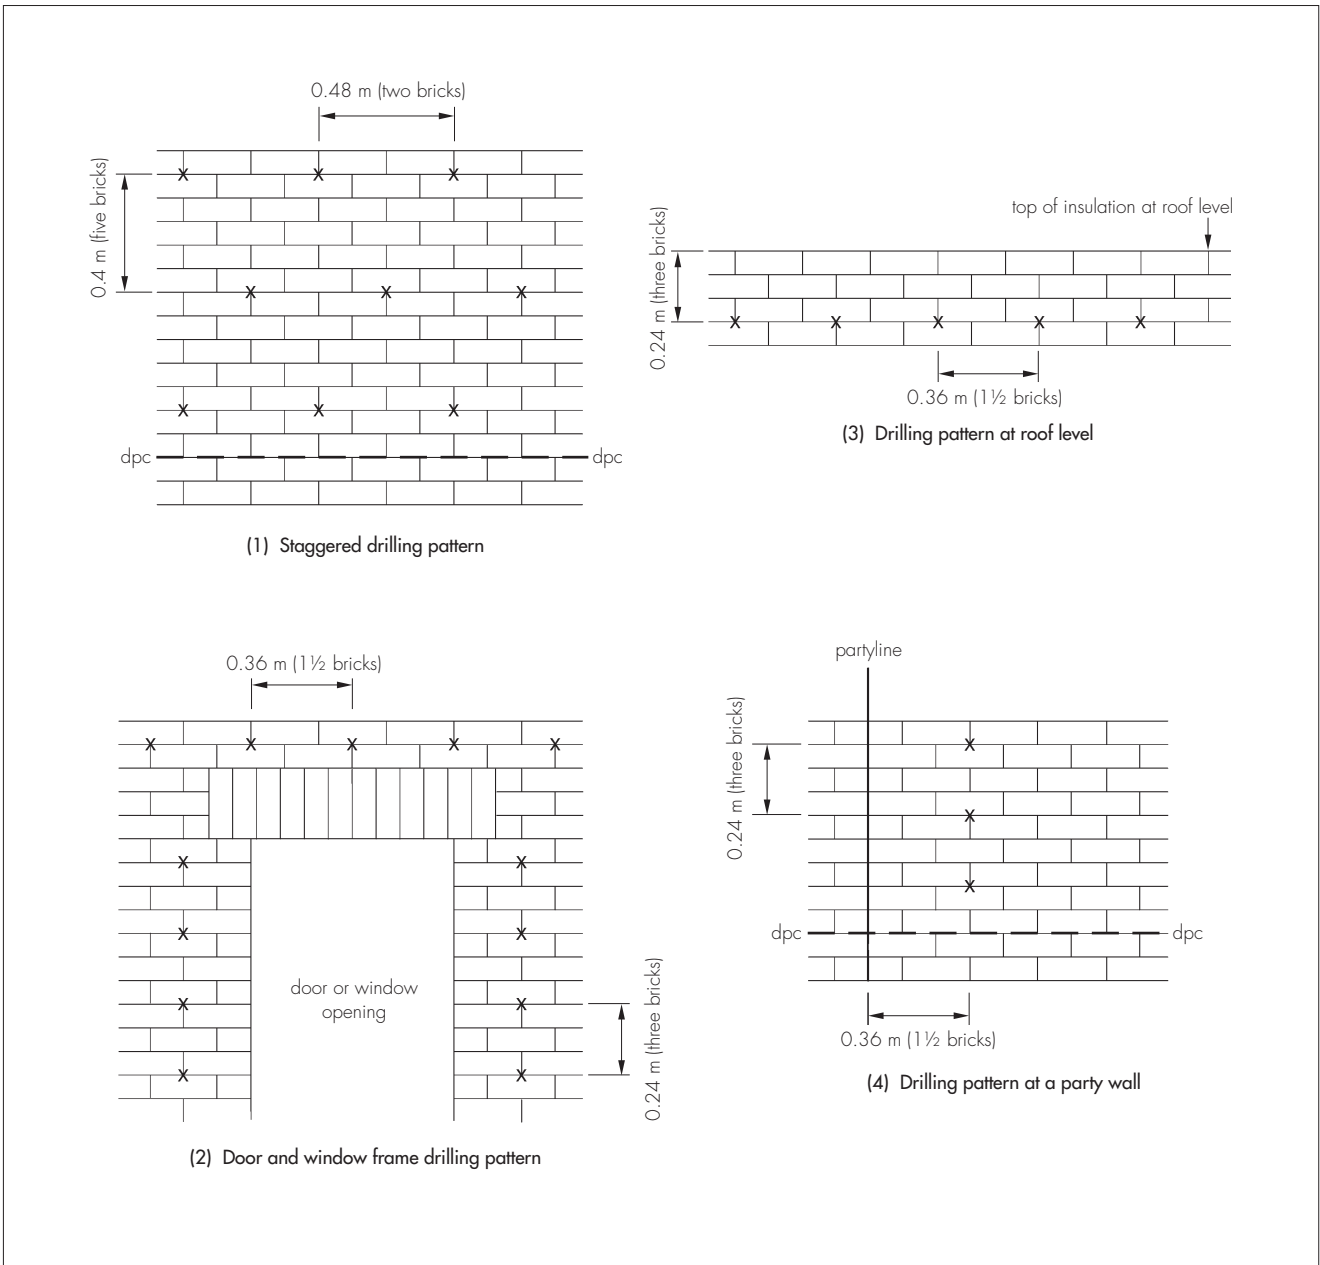 0.48 m (two bricks)
0.4 m (five bricks)
X X X
X X X
X X X
dpc dpc
(1) Staggered drilling pattern
top of insulation at roof level
0.24 m (three bricks)
X X X X X
0.36 m (1½ bricks)
(3) Drilling pattern at roof level
0.36 m (1½ bricks)
X X X X X
X X
X X
door or window
opening
X X
X X
0.24 m (three bricks)
(2) Door and window frame drilling pattern
partyline
0.24 m (three bricks)
X
X
X
dpc dpc
0.36 m (1½ bricks)
(4) Drilling pattern at a party wall